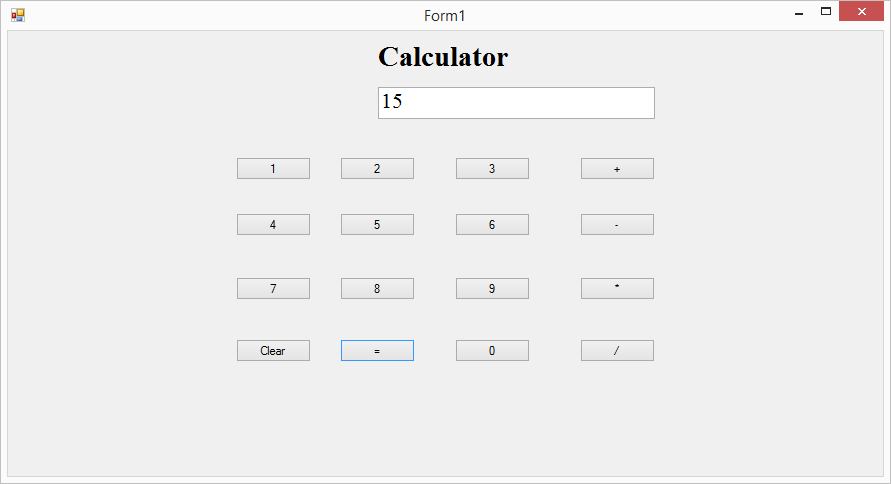 Form1
Calculator
15
1 2 3 +
4 5 6 -
7 8 9 *
Clear = 0 /